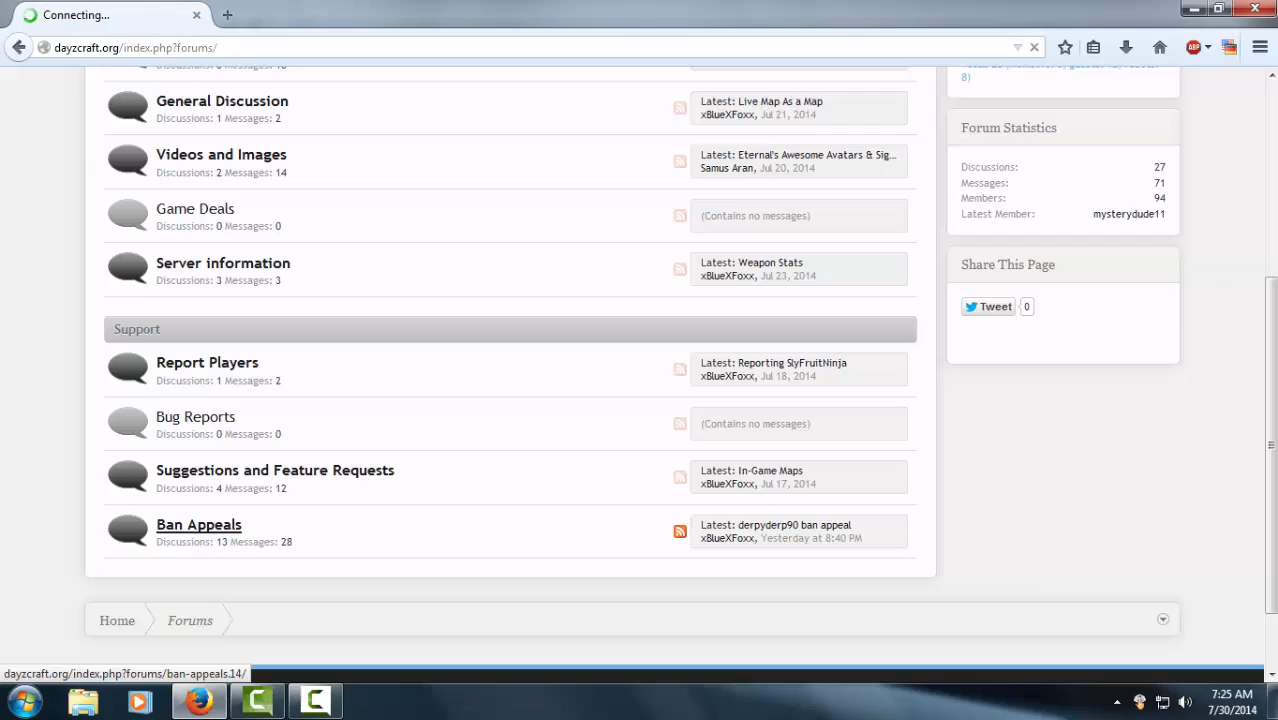 Connecting...
dayzcraft.org/index.php?forums/
ABP
8)
General Discussion
Discussions: 1 Messages: 2
Latest: Live Map As a Map
xBlueXFoxx, Jul 21, 2014
Videos and Images
Discussions: 2 Messages: 14
Latest: Eternal's Awesome Avatars & Sig...
Samus Aran, Jul 20, 2014
Game Deals
Discussions: 0 Messages: 0
(Contains no messages)
Server information
Discussions: 3 Messages: 3
Latest: Weapon Stats
xBlueXFoxx, Jul 23, 2014
Support
Report Players
Discussions: 1 Messages: 2
Latest: Reporting SlyFruitNinja
xBlueXFoxx, Jul 18, 2014
Bug Reports
Discussions: 0 Messages: 0
(Contains no messages)
Suggestions and Feature Requests
Discussions: 4 Messages: 12
Latest: In-Game Maps
xBlueXFoxx, Jul 17, 2014
Ban Appeals
Discussions: 13 Messages: 28
Latest: derpyderp90 ban appeal
xBlueXFoxx, Yesterday at 8:40 PM
Forum Statistics
Discussions: 27
Messages: 71
Members: 94
Latest Member: mysterydude11
Share This Page
Tweet 0
Home Forums
dayzcraft.org/index.php?forums/ban-appeals.14/
7:25 AM
7/30/2014